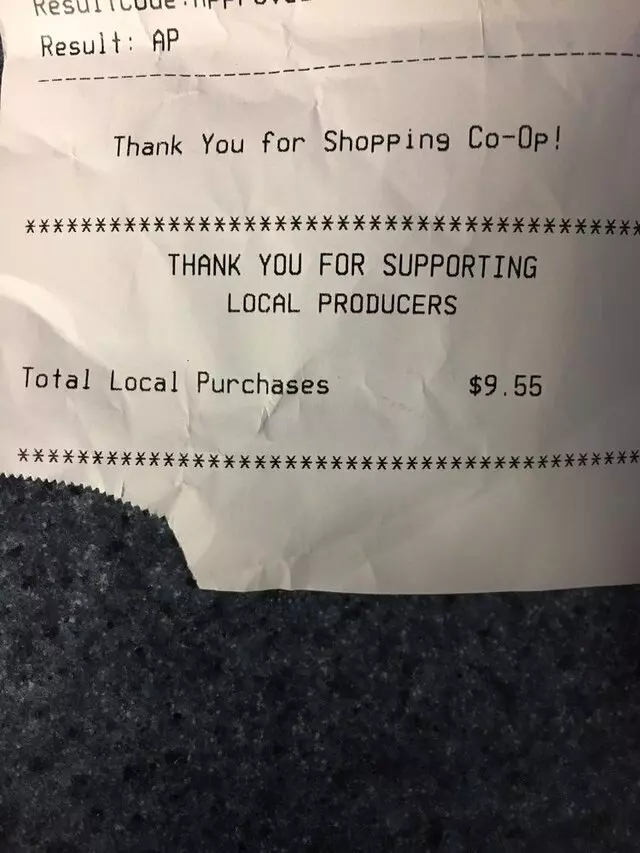 Result: AP
--------------------------------------------
Thank You for Shopping Co-Op!
******************************************
THANK YOU FOR SUPPORTING
LOCAL PRODUCERS
Total Local Purchases $9.55
******************************************